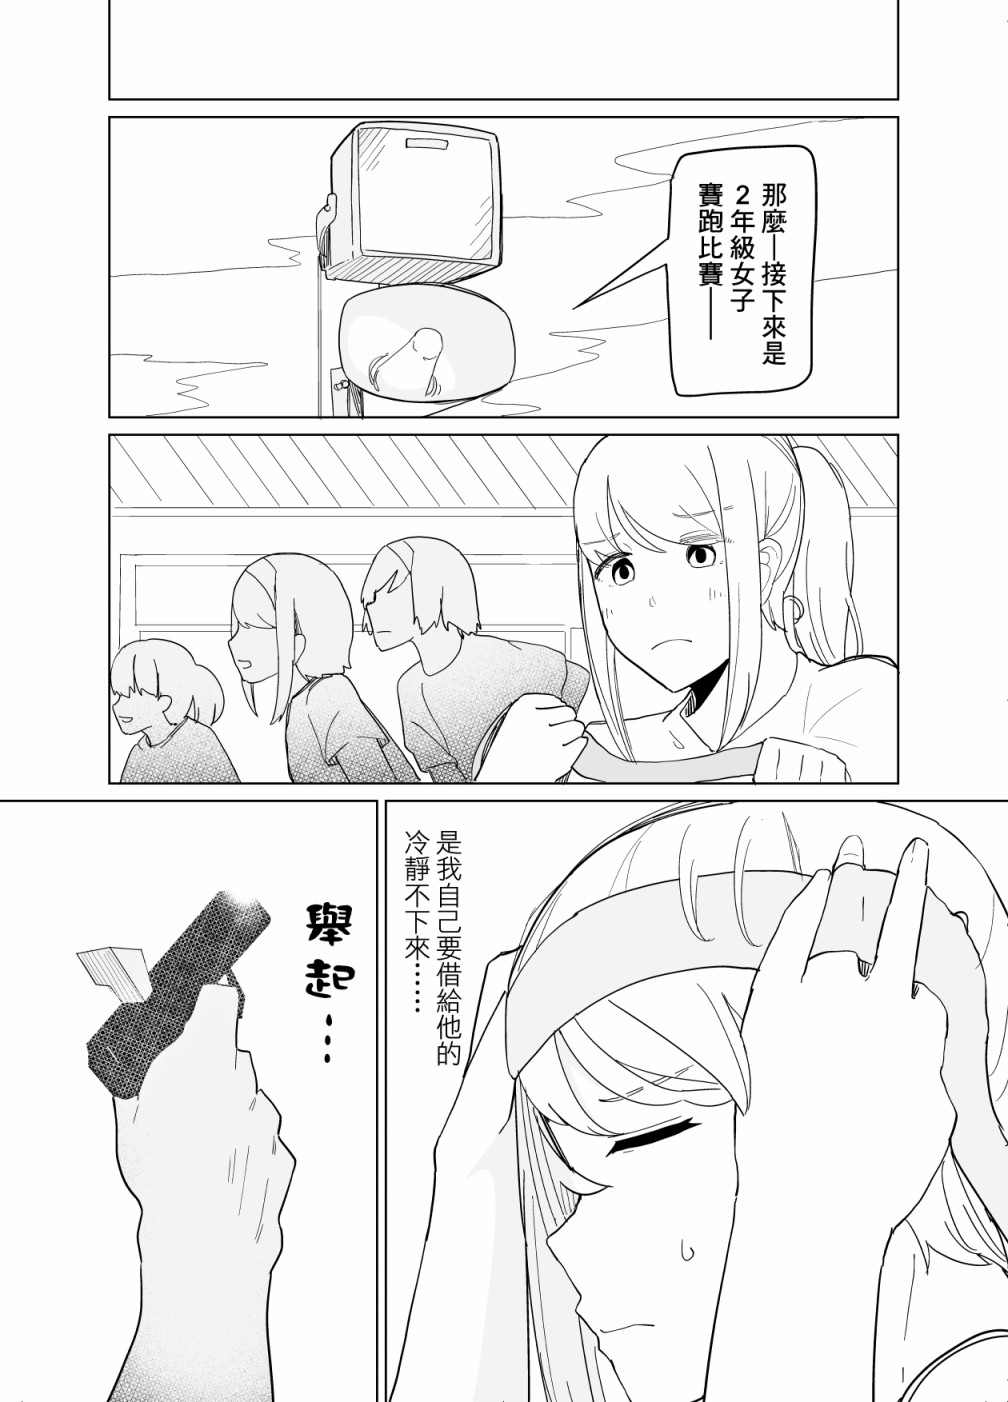 那麼—接下來是
2年級女子
賽跑比賽——
是我自己要借給他的
冷靜不下來……
舉起…